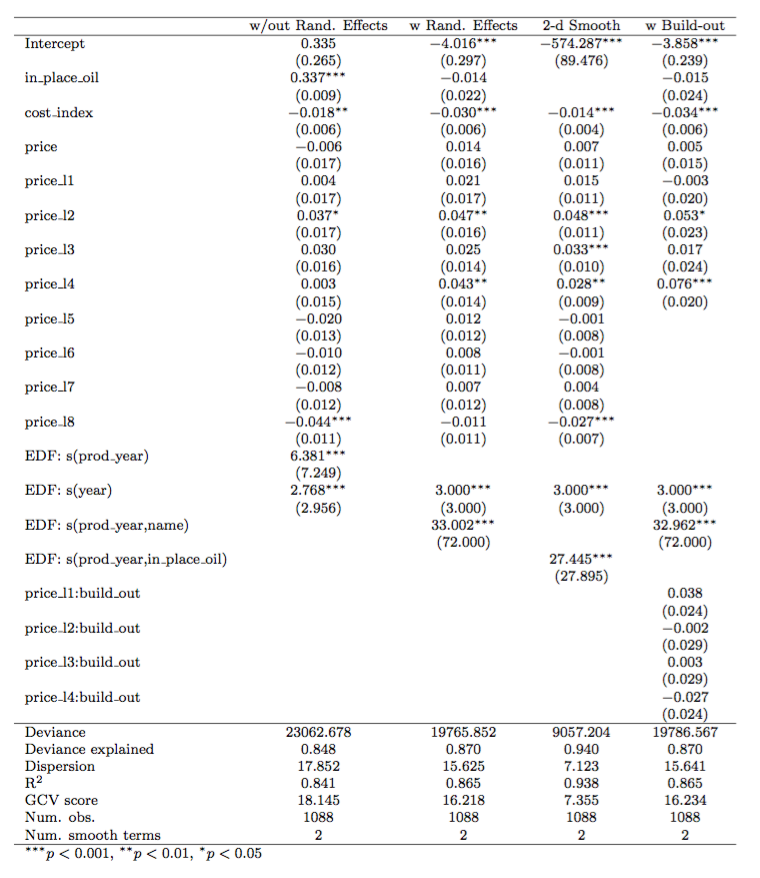 w/out Rand. Effects w Rand. Effects 2-d Smooth w Build-out
Intercept 0.335 −4.016*** −574.287*** −3.858***
(0.265) (0.297) (89.476) (0.239)
in_place_oil 0.337*** −0.014 −0.015
(0.009) (0.022) (0.024)
cost_index −0.018** −0.030*** −0.014*** −0.034***
(0.006) (0.006) (0.004) (0.006)
price −0.006 0.014 0.007 0.005
(0.017) (0.016) (0.011) (0.015)
price_l1 0.004 0.021 0.015 −0.003
(0.017) (0.017) (0.011) (0.020)
price_l2 0.037* 0.047** 0.048*** 0.053*
(0.017) (0.016) (0.011) (0.023)
price_l3 0.030 0.025 0.033*** 0.017
(0.016) (0.014) (0.010) (0.024)
price_l4 0.003 0.043** 0.028** 0.076***
(0.015) (0.014) (0.009) (0.020)
price_l5 −0.020 0.012 −0.001
(0.013) (0.012) (0.008)
price_l6 −0.010 0.008 −0.001
(0.012) (0.011) (0.008)
price_l7 −0.008 0.007 0.004
(0.012) (0.012) (0.008)
price_l8 −0.044*** −0.011 −0.027***
(0.011) (0.011) (0.007)
EDF: s(prod_year) 6.381***
(7.249)
EDF: s(year) 2.768*** 3.000*** 3.000*** 3.000***
(2.956) (3.000) (3.000) (3.000)
EDF: s(prod_year,name) 33.002*** 32.962***
(72.000) (72.000)
EDF: s(prod_year,in_place_oil) 27.445***
(27.895)
price_l1:build_out 0.038
(0.024)
price_l2:build_out −0.002
(0.029)
price_l3:build_out 0.003
(0.029)
price_l4:build_out −0.027
(0.024)
Deviance 23062.678 19765.852 9057.204 19786.567
Deviance explained 0.848 0.870 0.940 0.870
Dispersion 17.852 15.625 7.123 15.641
R² 0.841 0.865 0.938 0.865
GCV score 18.145 16.218 7.355 16.234
Num. obs. 1088 1088 1088 1088
Num. smooth terms 2 2 2 2
***p < 0.001, **p < 0.01, *p < 0.05